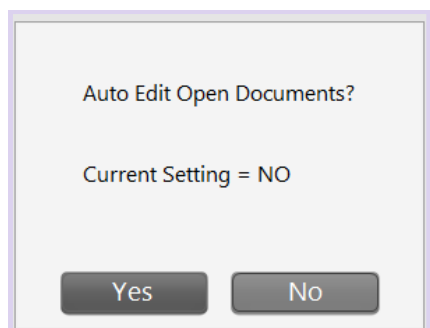 Auto Edit Open Documents?
Current Setting = NO
Yes No